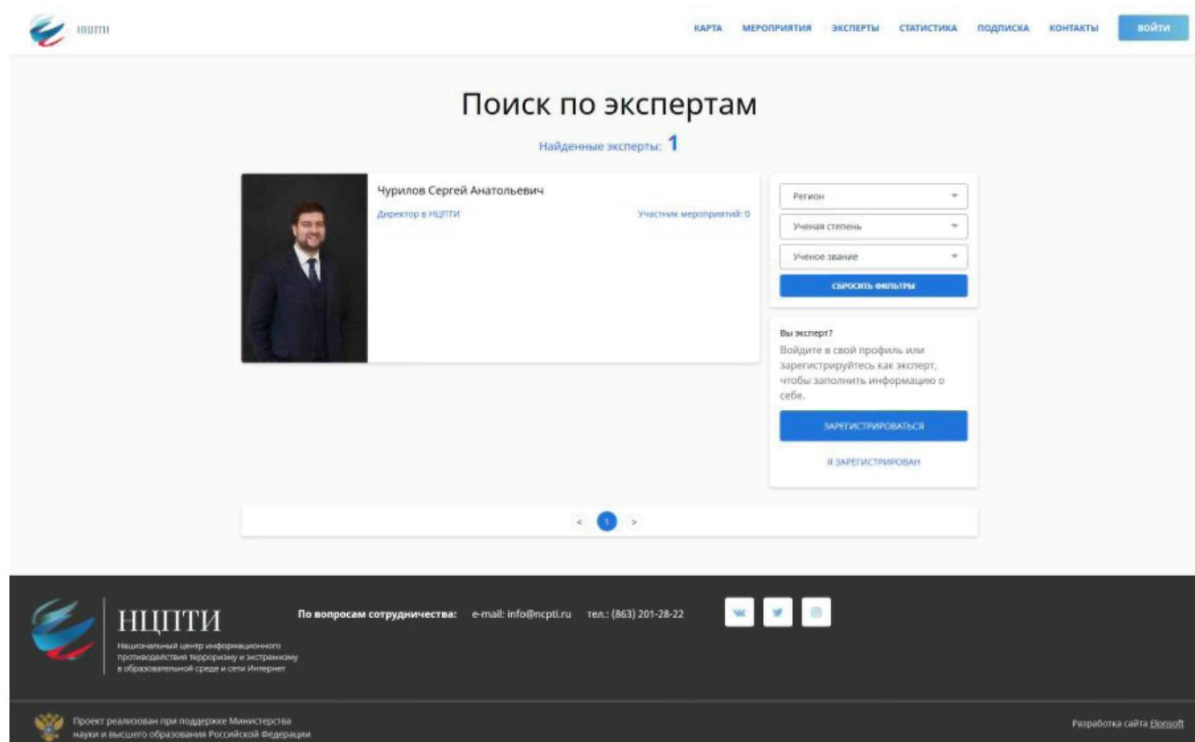 НЦПТИ
КАРТА МЕРОПРИЯТИЯ ЭКСПЕРТЫ СТАТИСТИКА ПОДПИСКА КОНТАКТЫ ВОЙТИ
Поиск по экспертам
Найденные эксперты: 1
Чурилов Сергей Анатольевич
Директор в НЦПТИ Участник мероприятий: 0
Регион
Ученая степень
Ученое звание
СБРОСИТЬ ФИЛЬТРЫ
Вы эксперт?
Войдите в свой профиль или
зарегистрируйтесь как эксперт,
чтобы заполнить информацию о
себе.
ЗАРЕГИСТРИРОВАТЬСЯ
Я ЗАРЕГИСТРИРОВАН
< 1 >
НЦПТИ
Национальный центр информационного
противодействия терроризму и экстремизму
в образовательной среде и сети Интернет
По вопросам сотрудничества: e-mail: info@ncpti.ru тел.: (863) 201-28-22
Проект реализован при поддержке Министерства
науки и высшего образования Российской Федерации
Разработка сайта Elonsoft